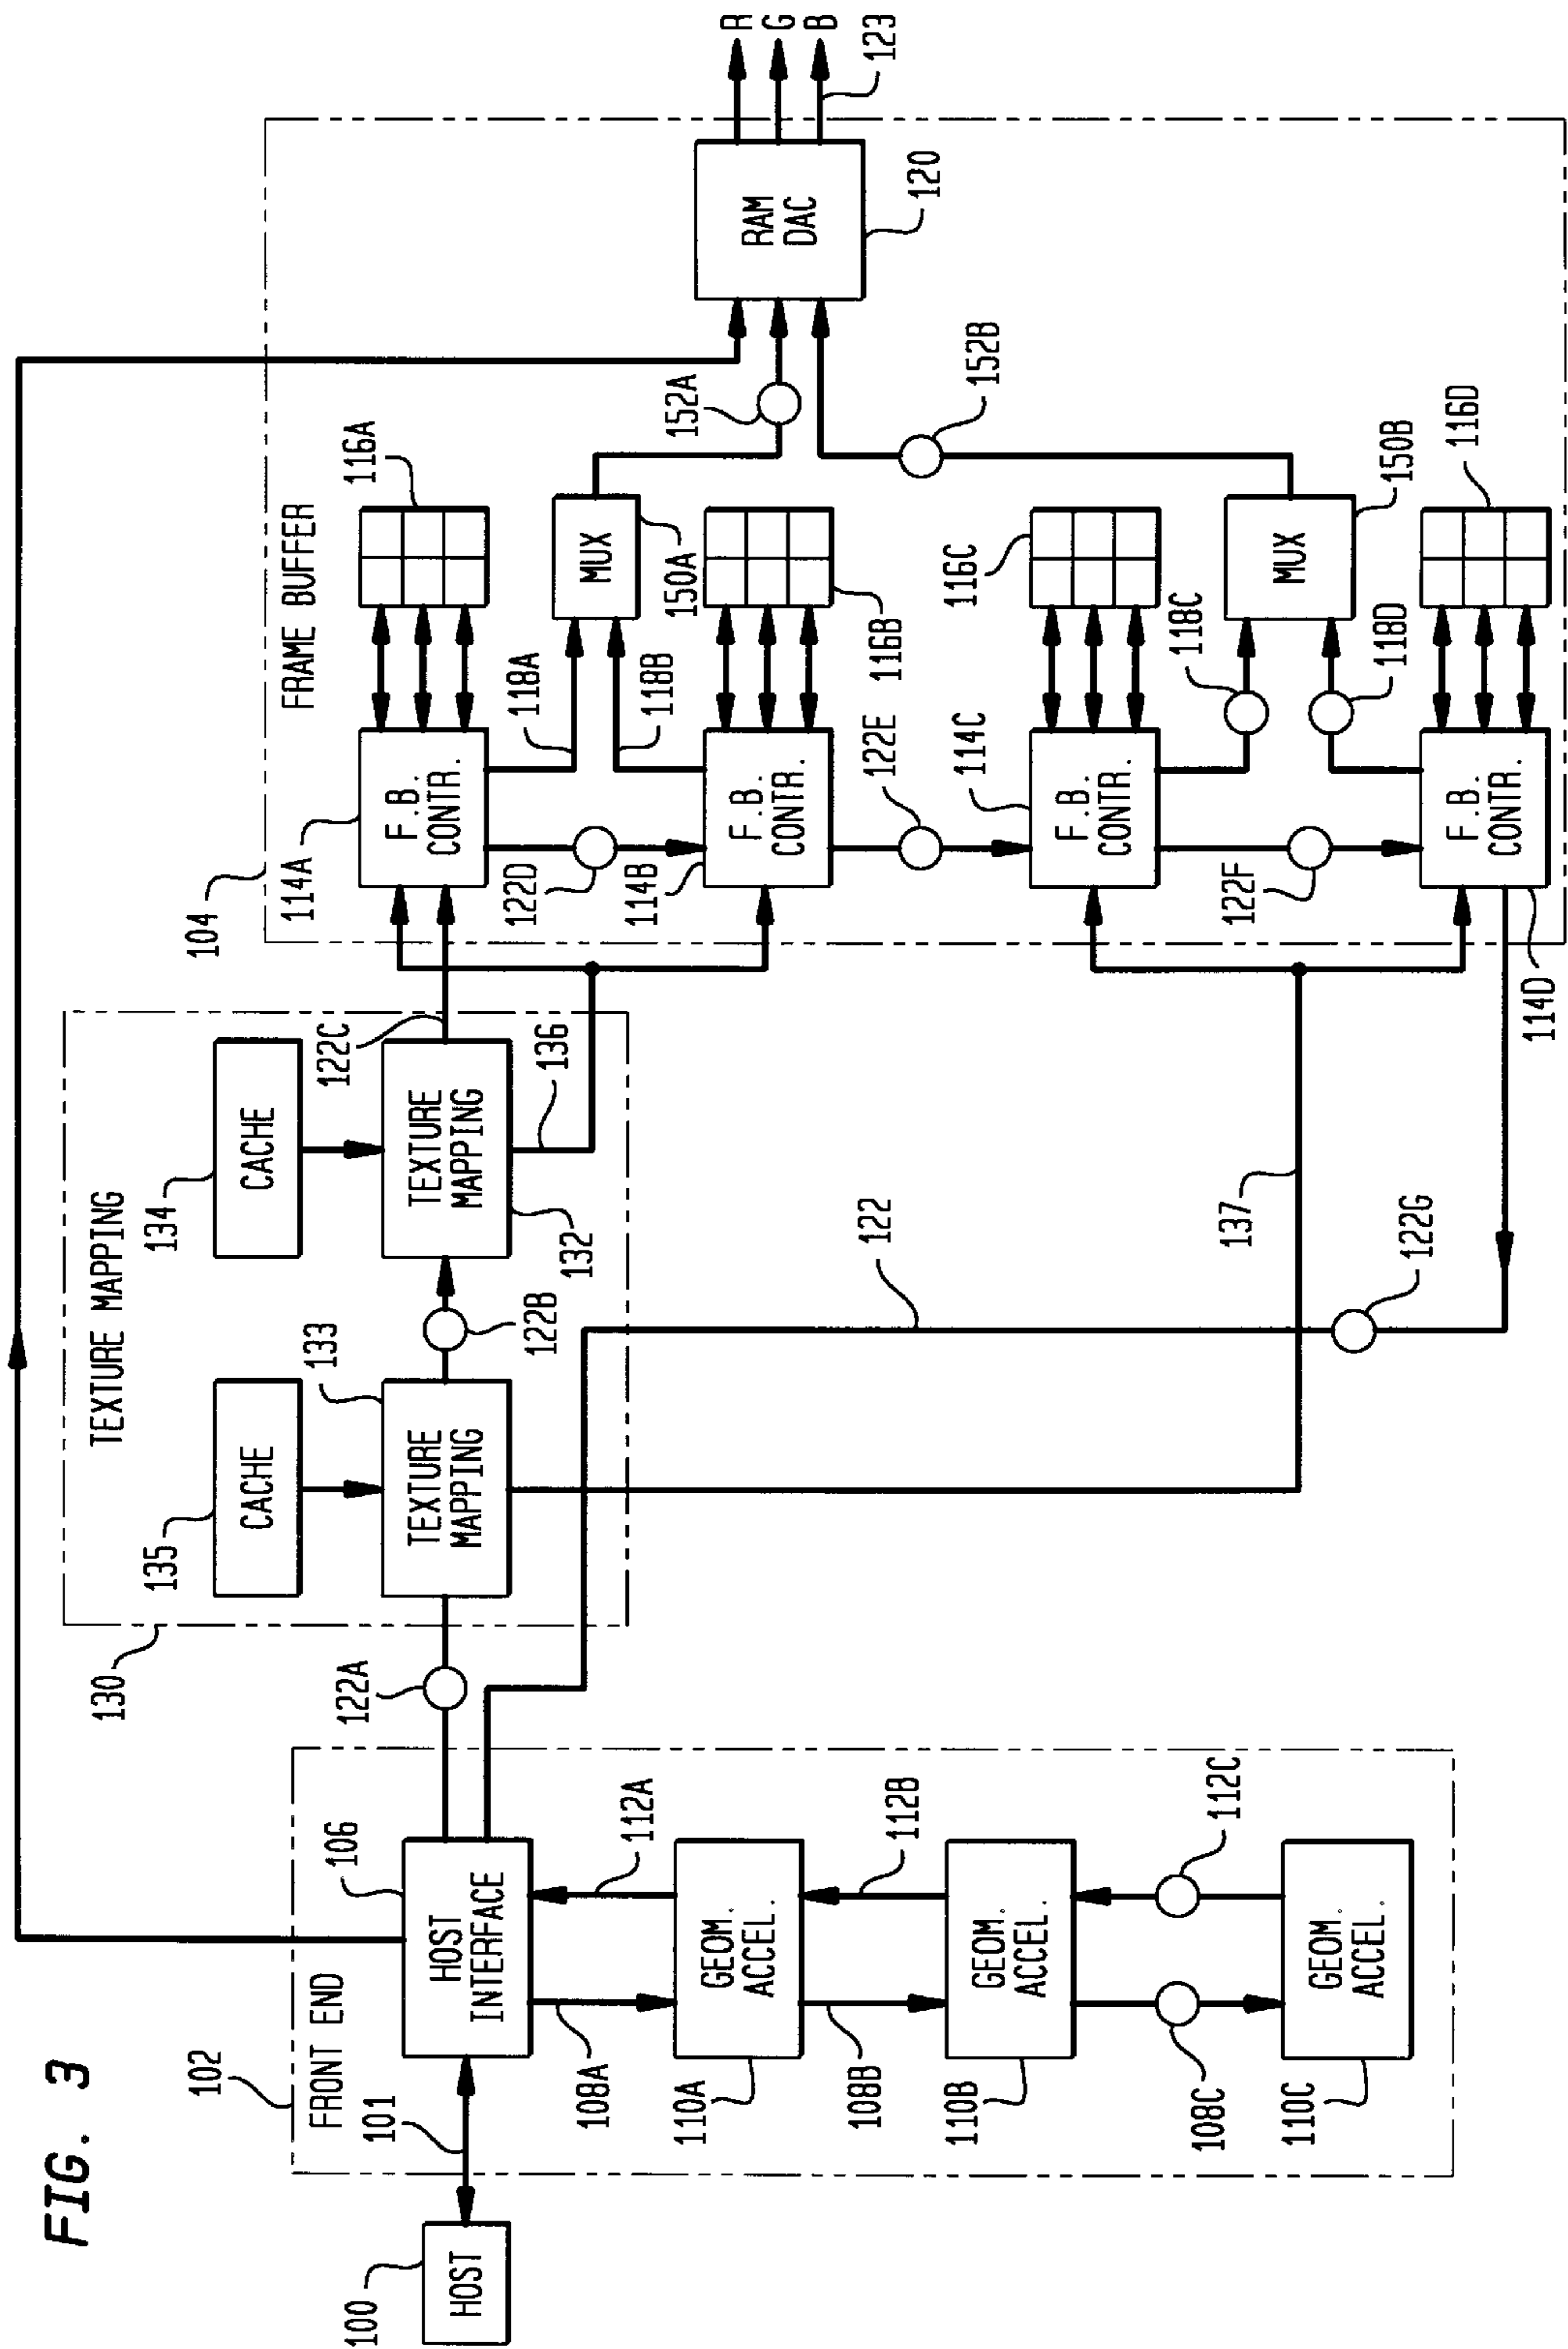 FIG. 3
100
HOST
101
102
FRONT END
106
HOST
INTERFACE
108A
112A
110A
GEOM.
ACCEL.
108B
112B
110B
GEOM.
ACCEL.
108C
112C
110C
GEOM.
ACCEL.
130
TEXTURE MAPPING
122A
135
CACHE
133
TEXTURE
MAPPING
122B
134
CACHE
132
TEXTURE
MAPPING
122C
136
122
137
122G
104
FRAME BUFFER
114A
F.B.
CONTR.
116A
118A
122D
114B
F.B.
CONTR.
118B
116B
MUX
150A
152A
122E
114C
F.B.
CONTR.
116C
118C
122F
118D
MUX
150B
152B
F.B.
CONTR.
114D
116D
RAM
DAC
120
R
G
B
123